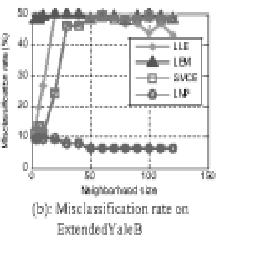 50
40
30
20
10
0
Misclassification rate (%)
LLE
LEM
SMCE
LNP
0 50 100 150
Neighborhood size
(b): Misclassification rate on
ExtendedYaleB